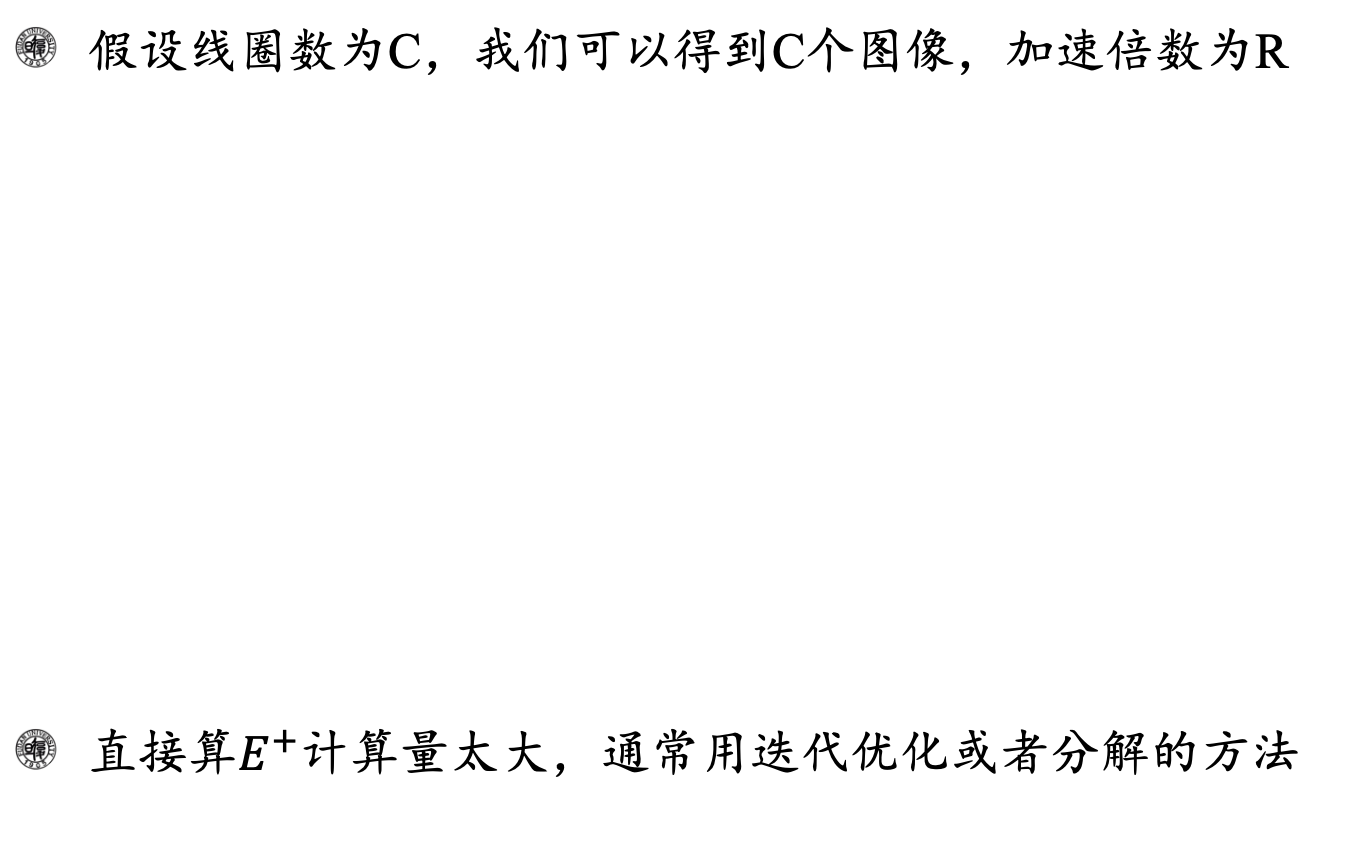 假设线圈数为C，我们可以得到C个图像，加速倍数为R
直接算E⁺计算量太大，通常用迭代优化或者分解的方法